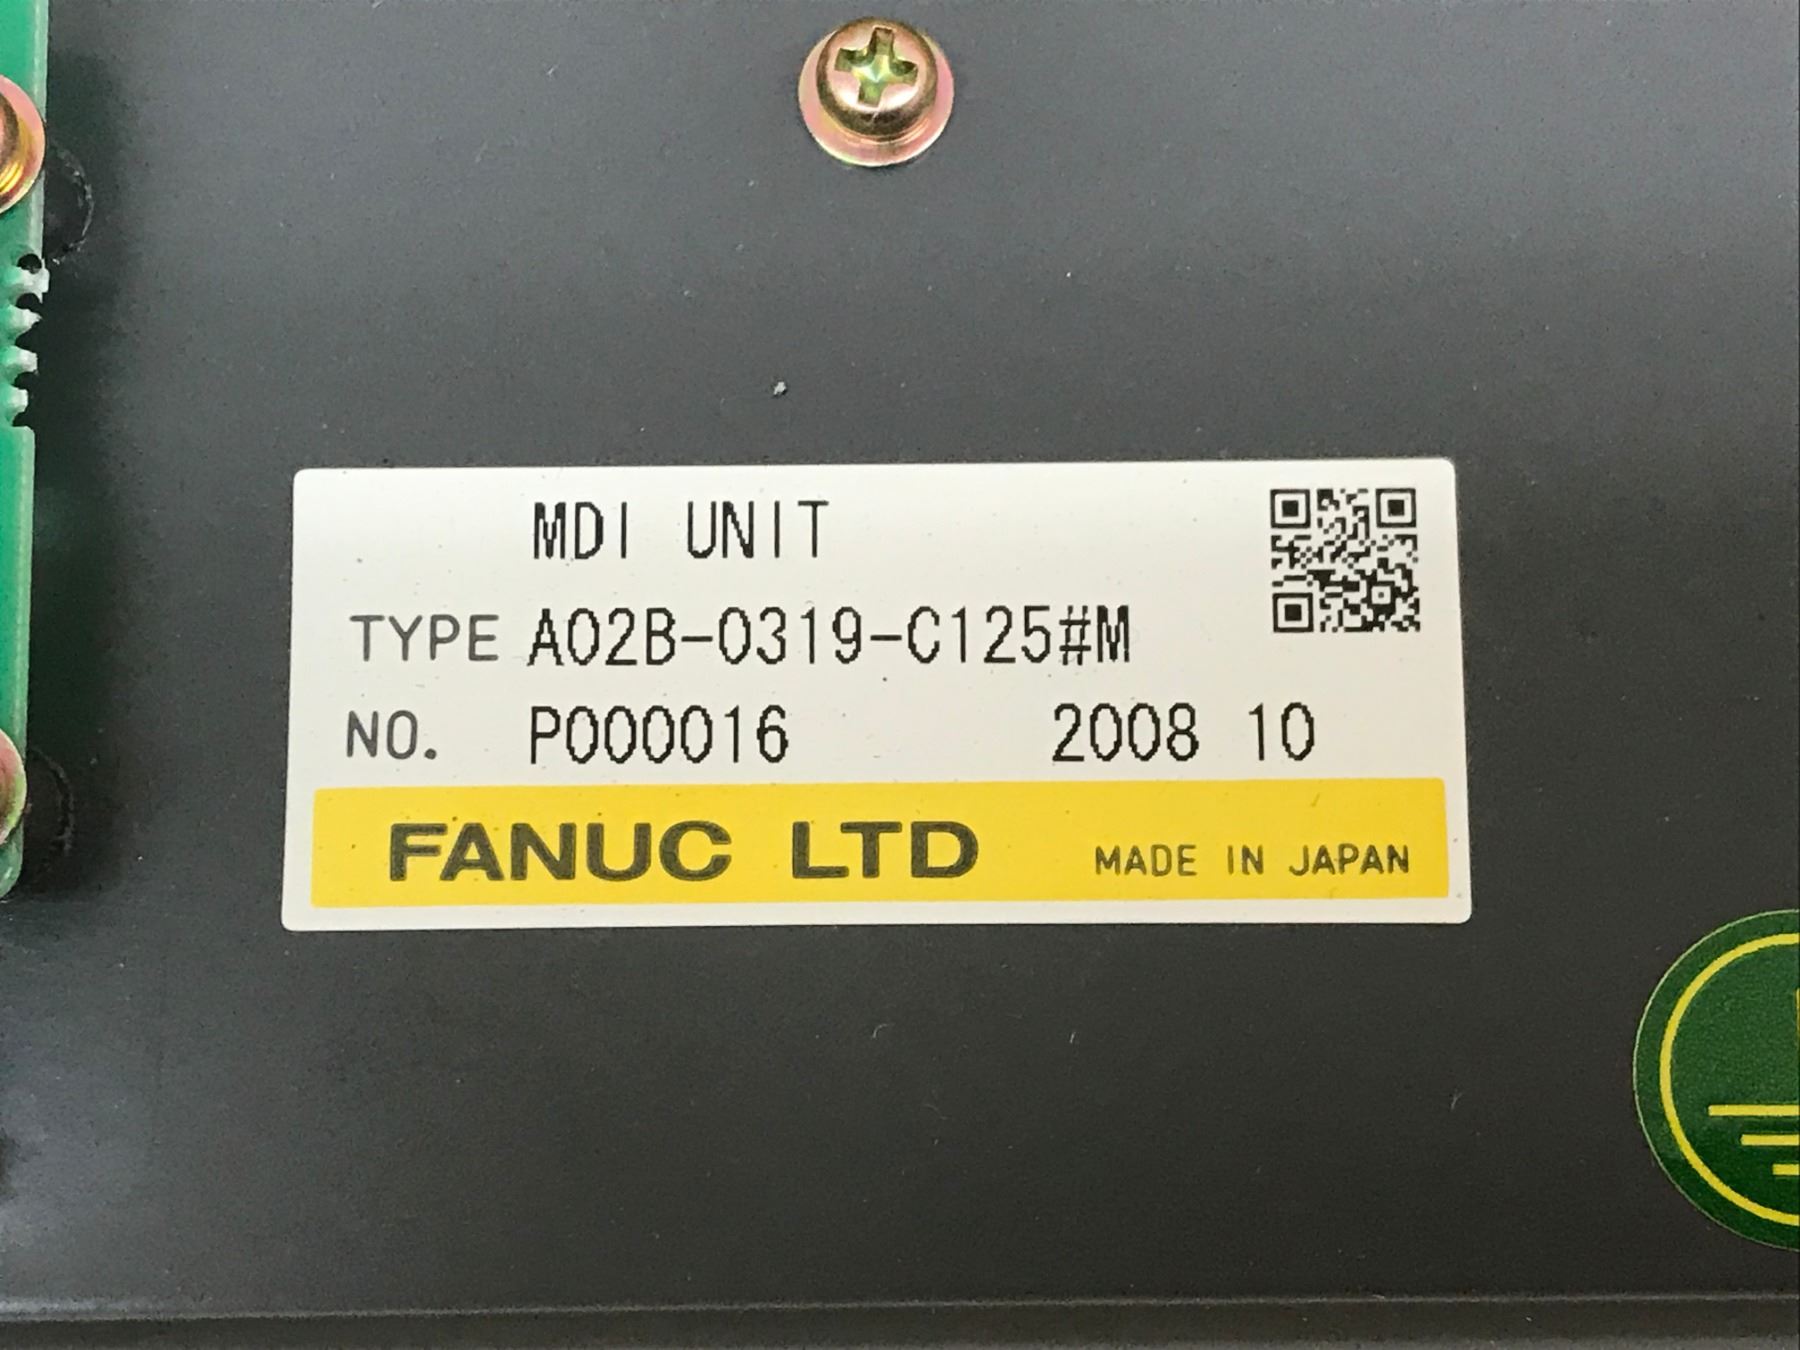 MDI UNIT
TYPE A02B-0319-C125#M
NO. P000016 2008 10
FANUC LTD MADE IN JAPAN